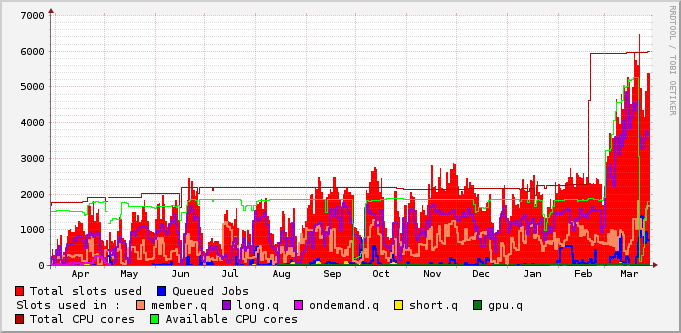 7000
6000
5000
4000
3000
2000
1000
0
Apr May Jun Jul Aug Sep Oct Nov Dec Jan Feb Mar
Total slots used Queued Jobs
Slots used in : member.q long.q ondemand.q short.q gpu.q
Total CPU cores Available CPU cores
RRDTOOL / TOBI OETIKER